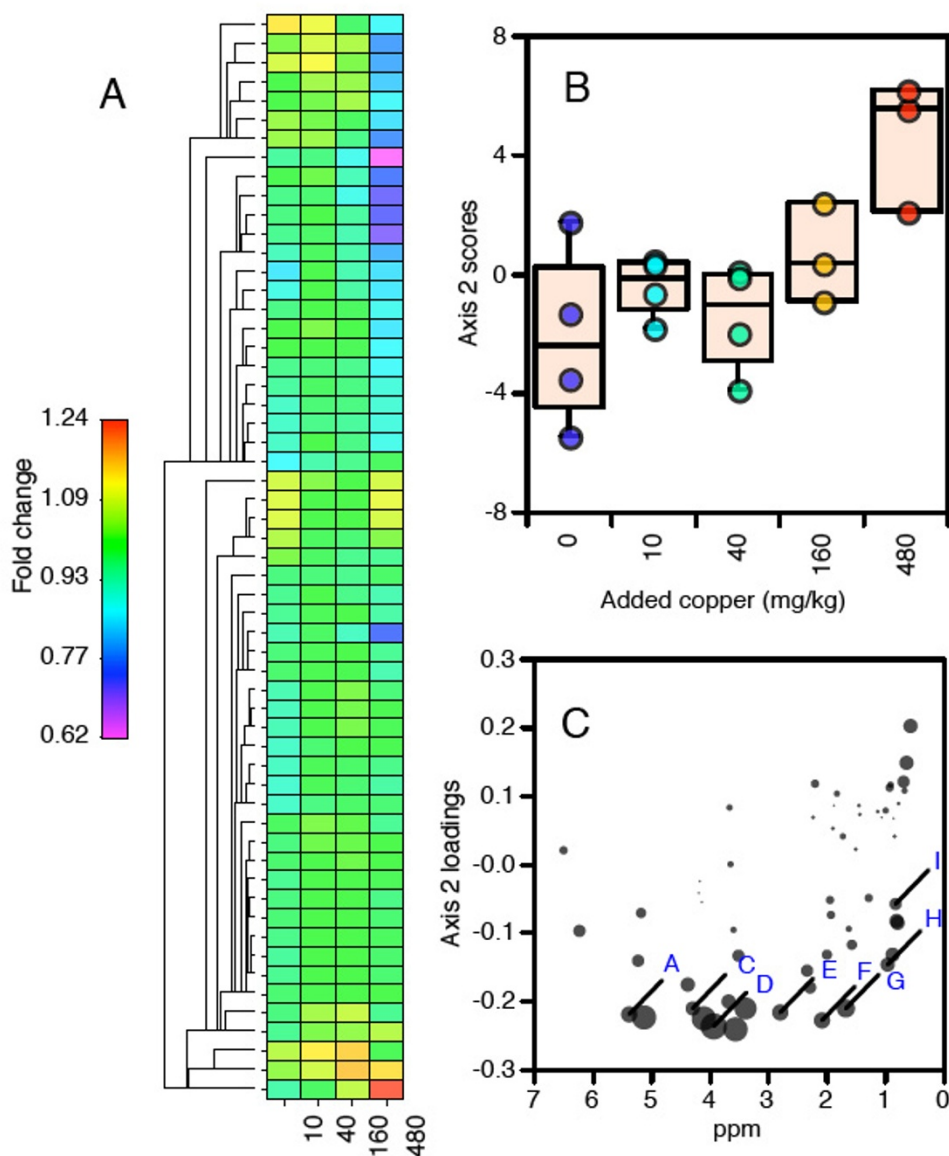 A
Fold change
1.24
1.09
0.93
0.77
0.62
10
40
160
480
B
Axis 2 scores
8
4
0
-4
-8
0
10
40
160
480
Added copper (mg/kg)
C
Axis 2 loadings
0.3
0.2
0.1
-0.0
-0.1
-0.2
-0.3
A
C
D
E
F
G
H
I
7
6
5
4
3
2
1
0
ppm